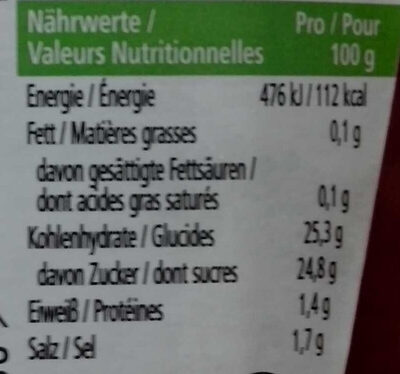 Nährwerte / Pro / Pour
Valeurs Nutritionnelles 100 g
Energie / Énergie 476 kJ / 112 kcal
Fett / Matières grasses 0,1 g
davon gesättigte Fettsäuren /
dont acides gras saturés 0,1 g
Kohlenhydrate / Glucides 25,3 g
davon Zucker / dont sucres 24,8 g
Eiweiß / Protéines 1,4 g
Salz / Sel 1,7 g